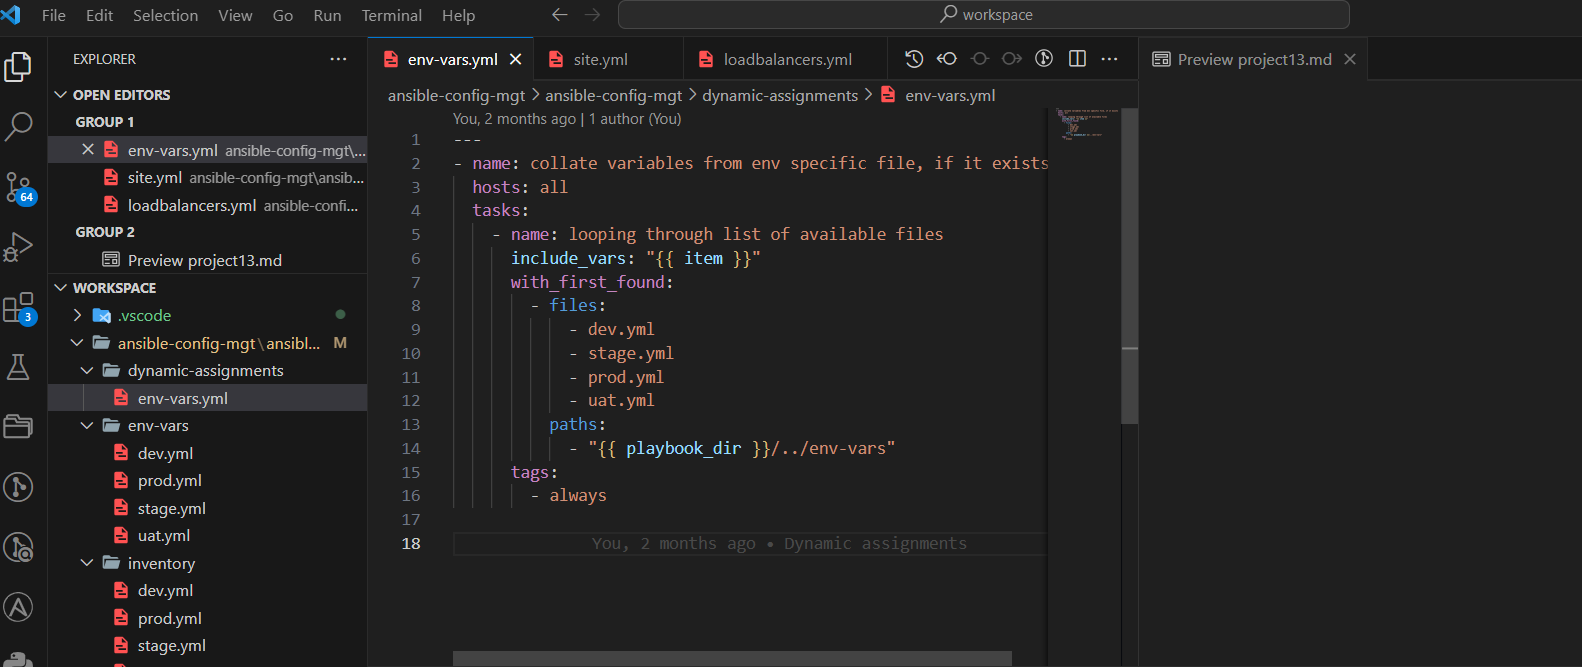 File Edit Selection View Go Run Terminal Help
workspace
EXPLORER
OPEN EDITORS
GROUP 1
env-vars.yml ansible-config-mgt\...
site.yml ansible-config-mgt\ansib...
loadbalancers.yml ansible-confi...
GROUP 2
Preview project13.md
WORKSPACE
.vscode
ansible-config-mgt\ansibl... M
dynamic-assignments
env-vars.yml
env-vars
dev.yml
prod.yml
stage.yml
uat.yml
inventory
dev.yml
prod.yml
stage.yml
64
3
env-vars.yml
site.yml
loadbalancers.yml
Preview project13.md
ansible-config-mgt > ansible-config-mgt > dynamic-assignments > env-vars.yml
You, 2 months ago | 1 author (You)
1 ---
2 - name: collate variables from env specific file, if it exists
3 hosts: all
4 tasks:
5 - name: looping through list of available files
6 include_vars: "{{ item }}"
7 with_first_found:
8 - files:
9 - dev.yml
10 - stage.yml
11 - prod.yml
12 - uat.yml
13 paths:
14 - "{{ playbook_dir }}/../env-vars"
15 tags:
16 - always
17
18 You, 2 months ago • Dynamic assignments